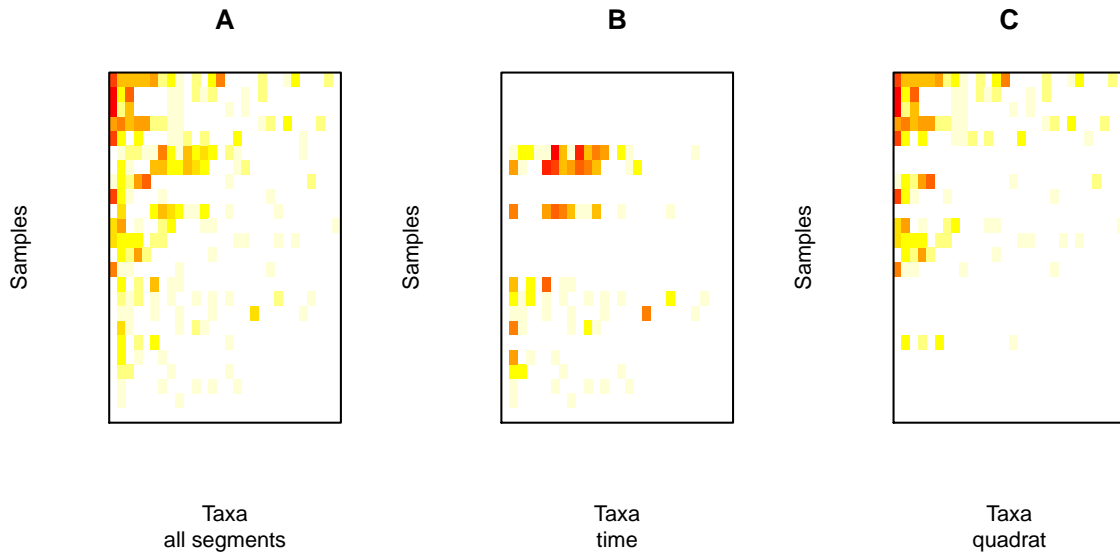 A
B
C
Samples
Samples
Samples
Taxa
all segments
Taxa
time
Taxa
quadrat